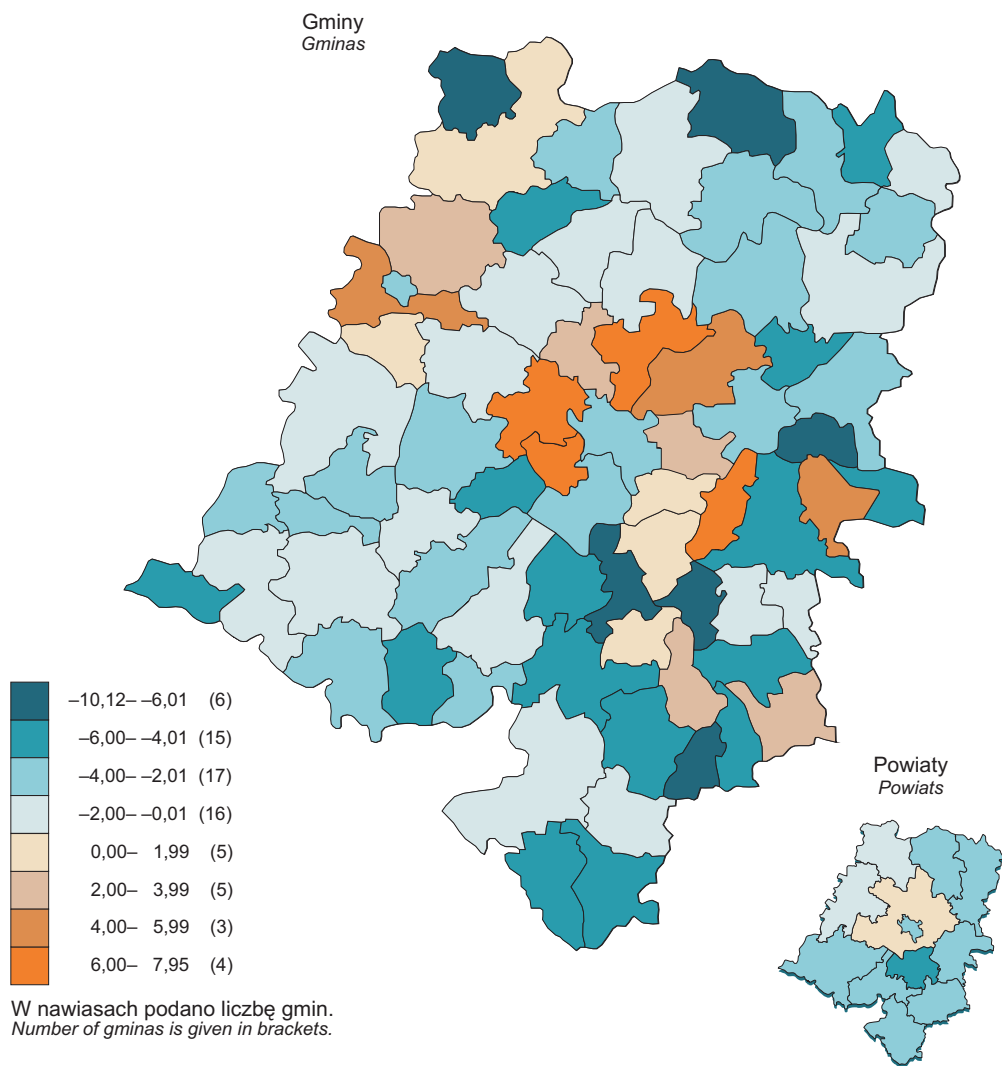 Gminy
Gminas
–10,12– –6,01 (6)
–6,00– –4,01 (15)
–4,00– –2,01 (17)
–2,00– –0,01 (16)
0,00– 1,99 (5)
2,00– 3,99 (5)
4,00– 5,99 (3)
6,00– 7,95 (4)
W nawiasach podano liczbę gmin.
Number of gminas is given in brackets.
Powiaty
Powiats